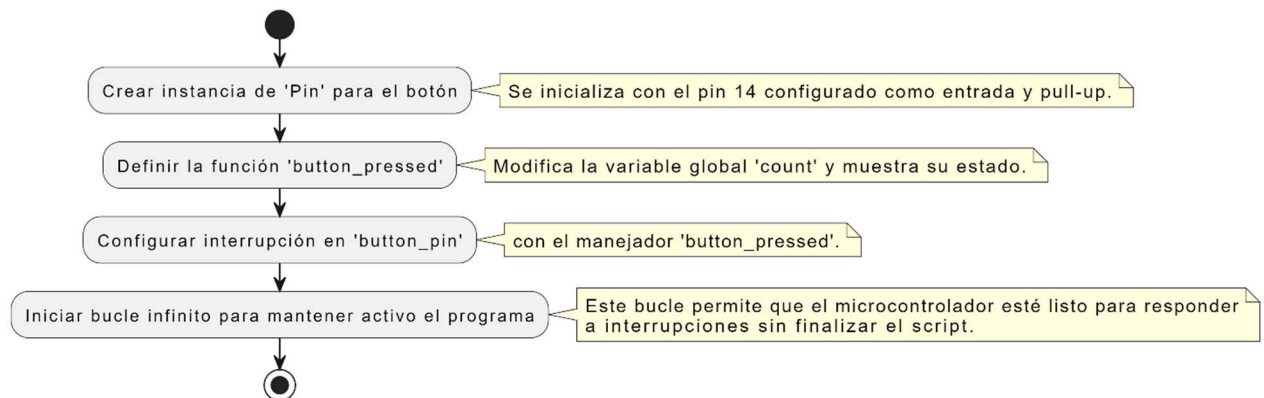 Crear instancia de 'Pin' para el botón
Se inicializa con el pin 14 configurado como entrada y pull-up.
Definir la función 'button_pressed'
Modifica la variable global 'count' y muestra su estado.
Configurar interrupción en 'button_pin'
con el manejador 'button_pressed'.
Iniciar bucle infinito para mantener activo el programa
Este bucle permite que el microcontrolador esté listo para responder
a interrupciones sin finalizar el script.